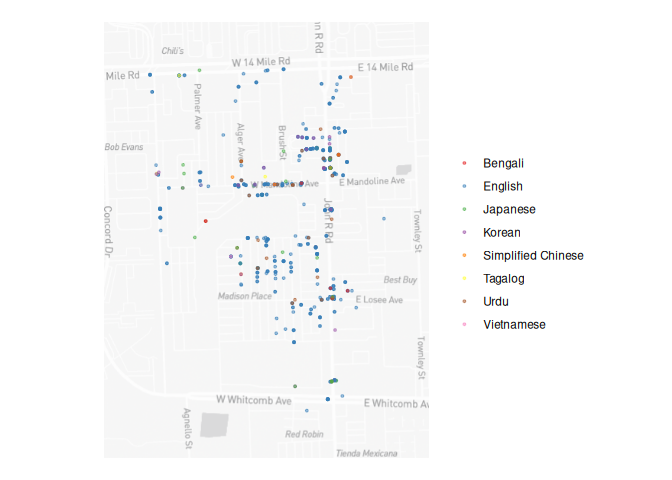 n R Rd
Chili's
W 14 Mile Rd
E 14 Mile Rd
Mile Rd
Palmer Ave
Alger Ave
Brush St
Bob Evans
Bengali
English
Japanese
Korean
Simplified Chinese
Tagalog
Urdu
Vietnamese
E Mandoline Ave
Concord Dr
John R Rd
Townley St
Best Buy
Madison Place
E Losee Ave
Townley St
W Whitcomb Ave
E Whitcomb Av
Agnello St
Red Robin
Tienda Mexicana